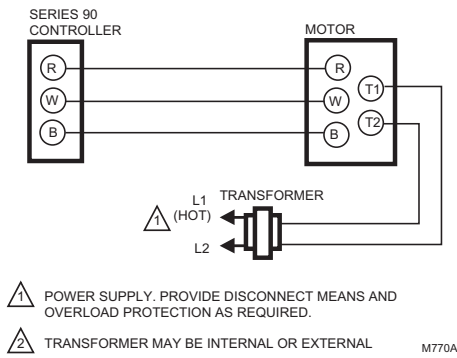 SERIES 90
CONTROLLER
MOTOR
R
W
B
R
W
B
T1
T2
L1
(HOT)
TRANSFORMER
1
L2
1 POWER SUPPLY. PROVIDE DISCONNECT MEANS AND
OVERLOAD PROTECTION AS REQUIRED.
2 TRANSFORMER MAY BE INTERNAL OR EXTERNAL
M770A